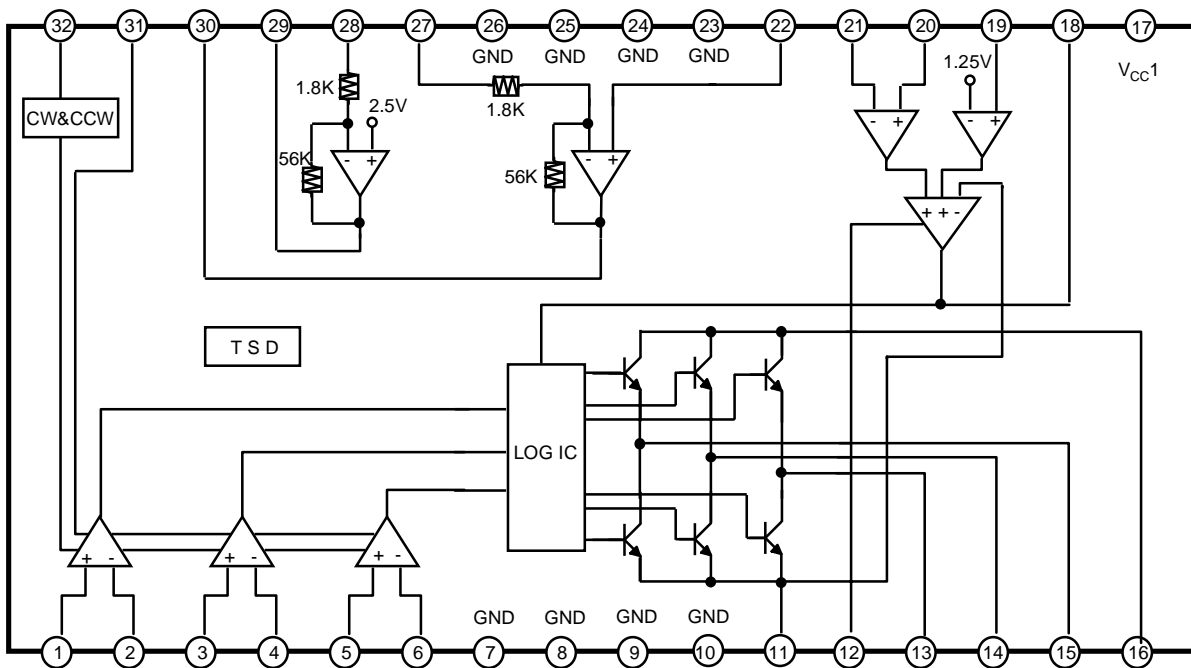 32 31 30 29 28 27 26 25 24 23 22 21 20 19 18 17
GND GND GND GND
1.25V
VCC1
1.8K
2.5V
1.8K
CW&CCW
- +
- +
- +
- +
56K
56K
+ + -
T S D
LOG IC
+ -
+ -
+ -
GND GND GND GND
1 2 3 4 5 6 7 8 9 10 11 12 13 14 15 16